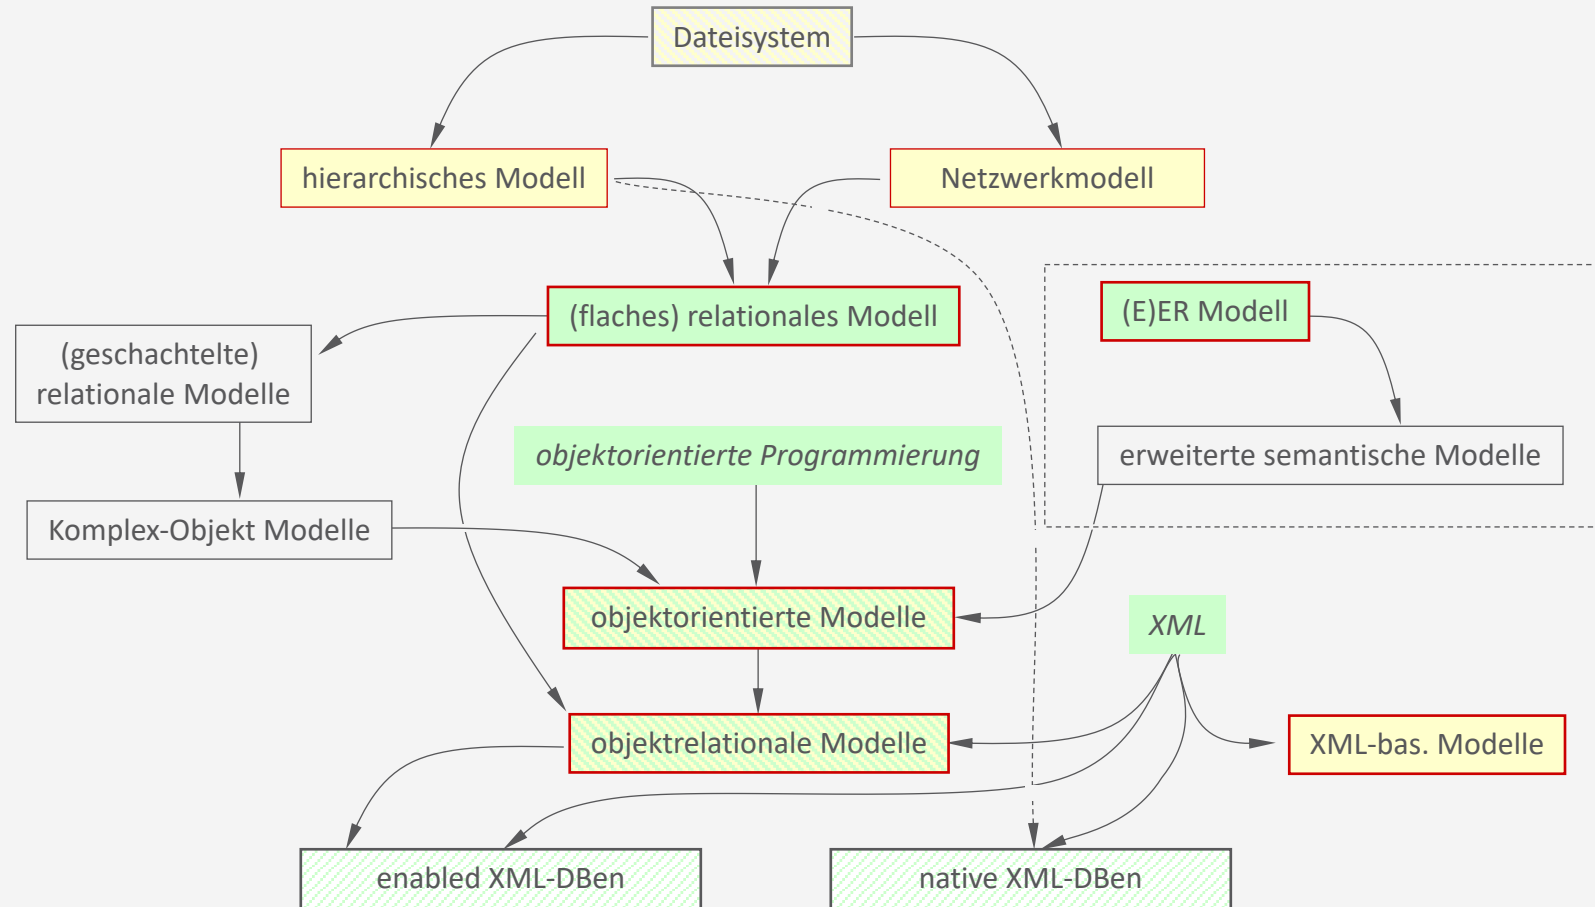 Dateisystem
hierarchisches Modell
Netzwerkmodell
(flaches) relationales Modell
(E)ER Modell
(geschachtelte)
relationale Modelle
objektorientierte Programmierung
erweiterte semantische Modelle
Komplex-Objekt Modelle
objektorientierte Modelle
XML
objektrelationale Modelle
XML-bas. Modelle
enabled XML-DBen
native XML-DBen